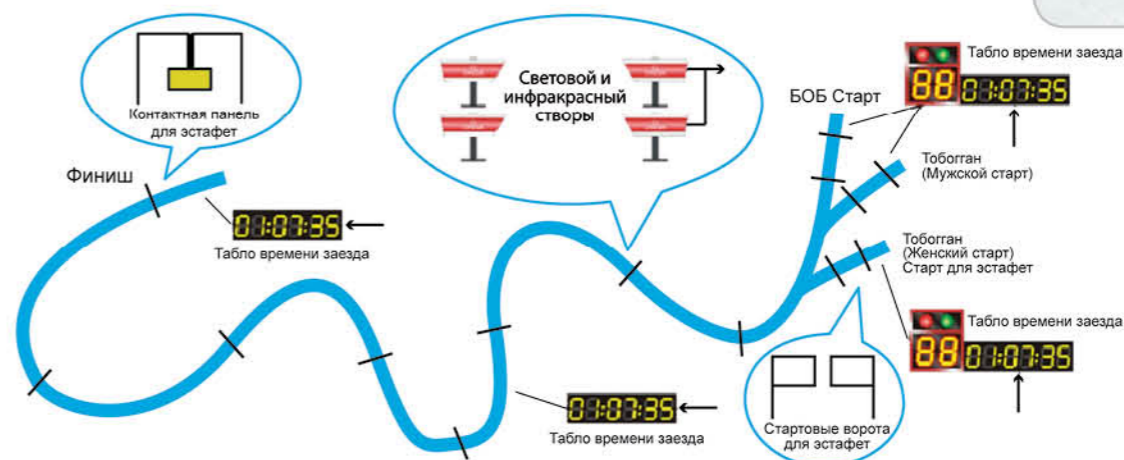 Контактная панель
для эстафет
Финиш
01:07:35
Табло времени заезда
Световой и
инфракрасный
створы
БОБ Старт
88
Табло времени заезда
01:07:35
Тобогган
(Мужской старт)
Тобогган
(Женский старт)
Старт для эстафет
88
Табло времени заезда
01:07:35
Стартовые ворота
для эстафет
01:07:35
Табло времени заезда